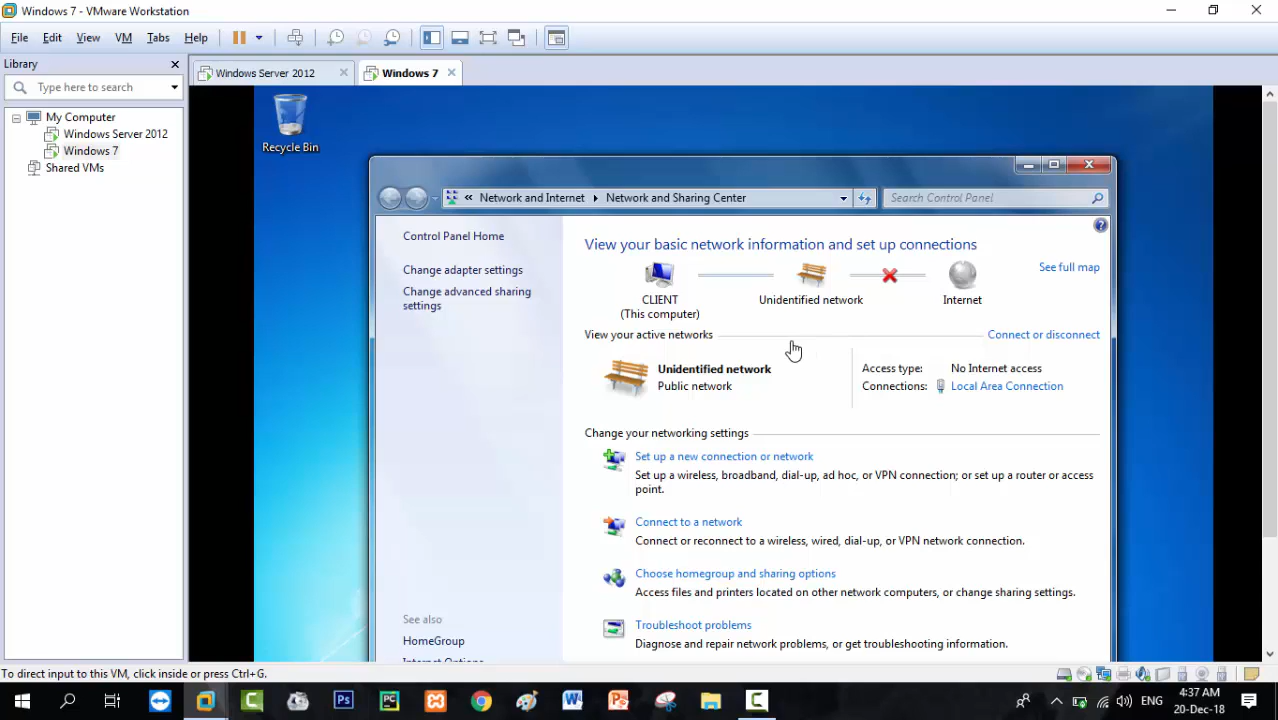 Windows 7 - VMware Workstation
File Edit View VM Tabs Help
Library
Type here to search
My Computer
Windows Server 2012
Windows 7
Shared VMs
Windows Server 2012
Windows 7
Recycle Bin
« Network and Internet Network and Sharing Center
Search Control Panel
Control Panel Home
Change adapter settings
Change advanced sharing
settings
See also
HomeGroup
Internet Options
View your basic network information and set up connections
See full map
CLIENT
(This computer)
Unidentified network
Internet
View your active networks
Connect or disconnect
Unidentified network
Public network
Access type: No Internet access
Connections: Local Area Connection
Change your networking settings
Set up a new connection or network
Set up a wireless, broadband, dial-up, ad hoc, or VPN connection; or set up a router or access
point.
Connect to a network
Connect or reconnect to a wireless, wired, dial-up, or VPN network connection.
Choose homegroup and sharing options
Access files and printers located on other network computers, or change sharing settings.
Troubleshoot problems
Diagnose and repair network problems, or get troubleshooting information.
To direct input to this VM, click inside or press Ctrl+G.
ENG
4:37 AM
20-Dec-18